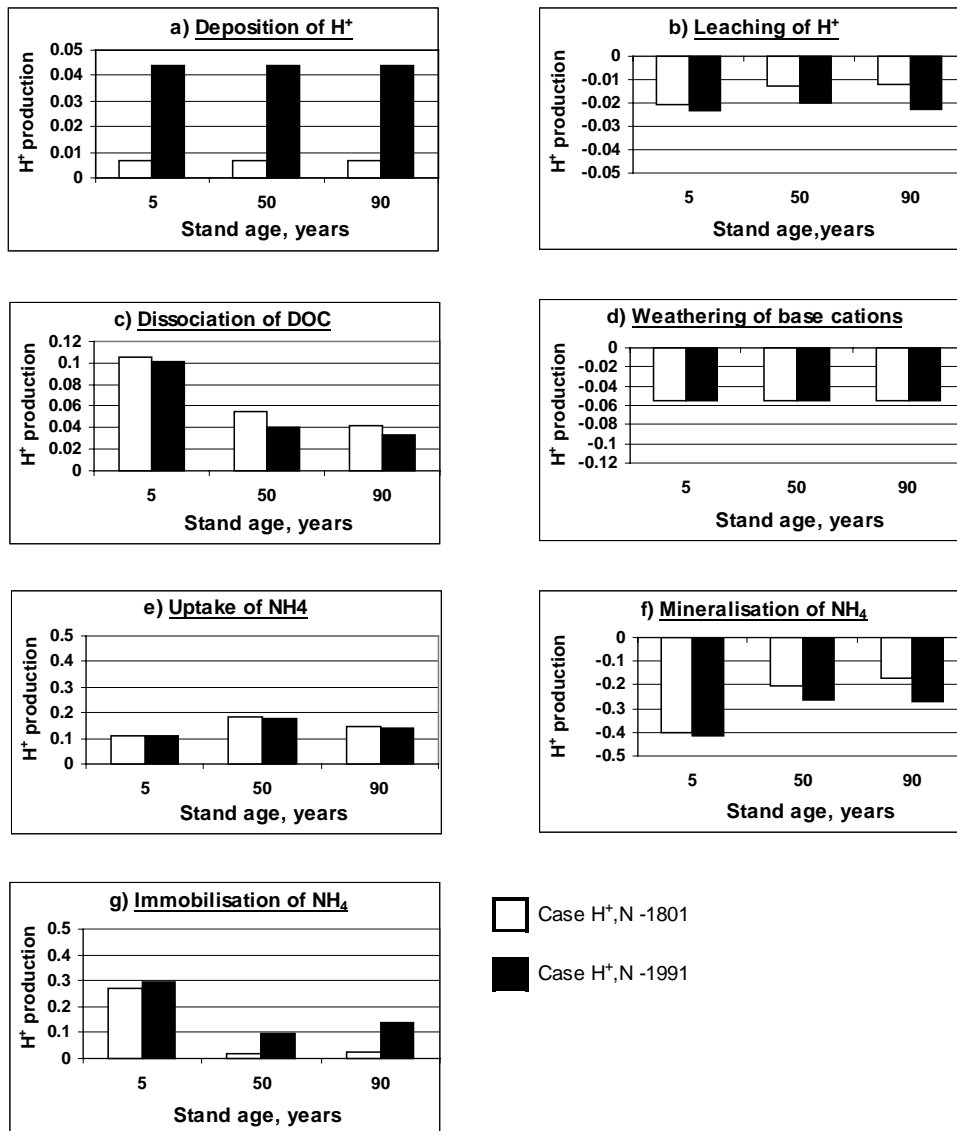 a) Deposition of H⁺
H⁺ production
0.05
0.04
0.03
0.02
0.01
0
5 50 90
Stand age, years
b) Leaching of H⁺
H⁺ production
0
-0.01
-0.02
-0.03
-0.04
-0.05
5 50 90
Stand age,years
c) Dissociation of DOC
H⁺ production
0.12
0.1
0.08
0.06
0.04
0.02
0
5 50 90
Stand age, years
d) Weathering of base cations
H⁺ production
0
-0.02
-0.04
-0.06
-0.08
-0.1
-0.12
5 50 90
Stand age, years
e) Uptake of NH4
H⁺ production
0.5
0.4
0.3
0.2
0.1
0
5 50 90
Stand age, years
f) Mineralisation of NH₄
H⁺ production
0
-0.1
-0.2
-0.3
-0.4
-0.5
5 50 90
Stand age, years
g) Immobilisation of NH₄
H⁺ production
0.5
0.4
0.3
0.2
0.1
0
5 50 90
Stand age, years
Case H⁺,N -1801
Case H⁺,N -1991